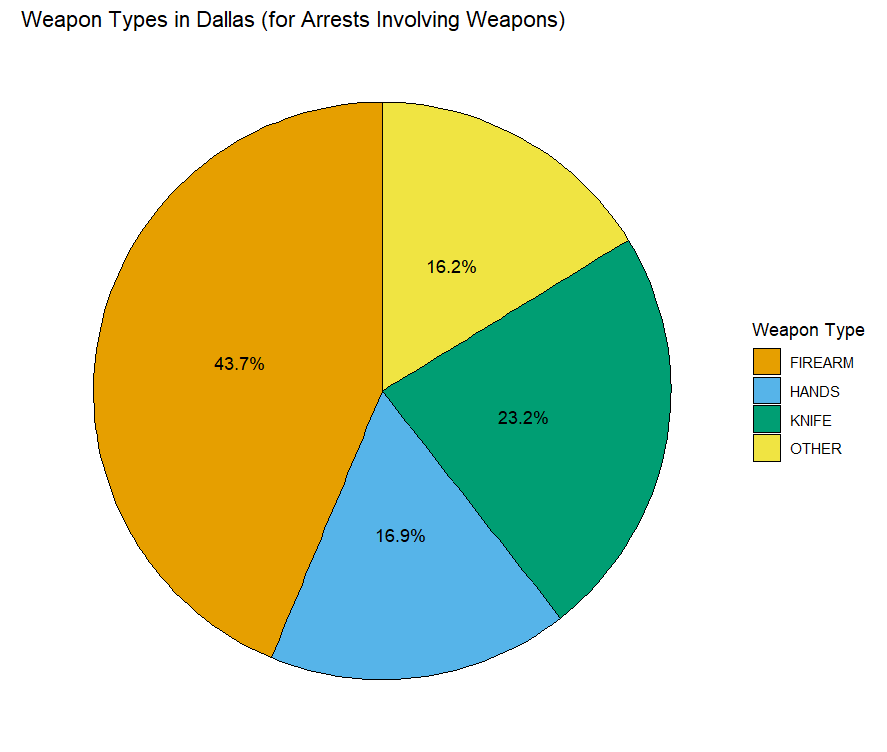 Weapon Types in Dallas (for Arrests Involving Weapons)
16.2%
43.7%
23.2%
16.9%
Weapon Type
FIREARM
HANDS
KNIFE
OTHER